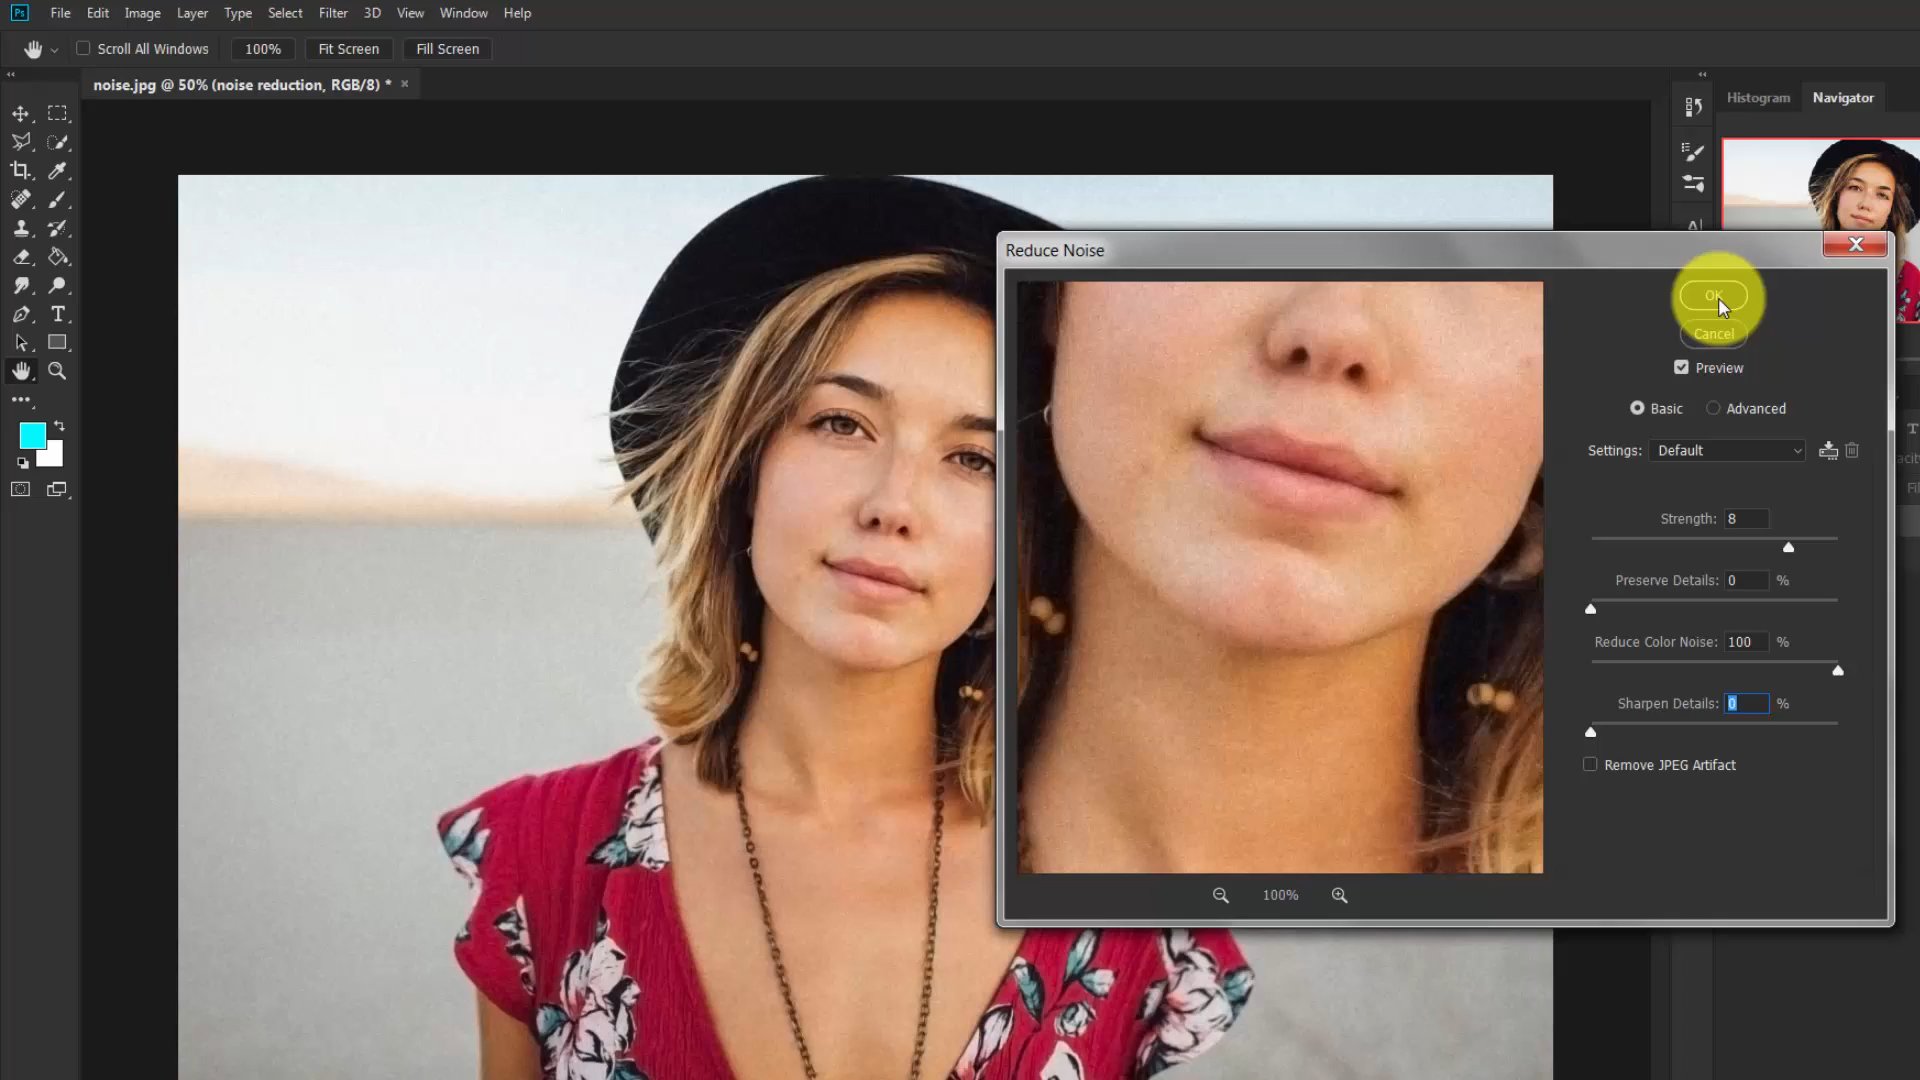 Ps File Edit Image Layer Type Select Filter 3D View Window Help
Scroll All Windows 100% Fit Screen Fill Screen
noise.jpg @ 50% (noise reduction, RGB/8) * ×
Histogram Navigator
Reduce Noise
OK
Cancel
Preview
Basic Advanced
Settings: Default
Strength: 8
Preserve Details: 0 %
Reduce Color Noise: 100 %
Sharpen Details: 0 %
Remove JPEG Artifact
100%